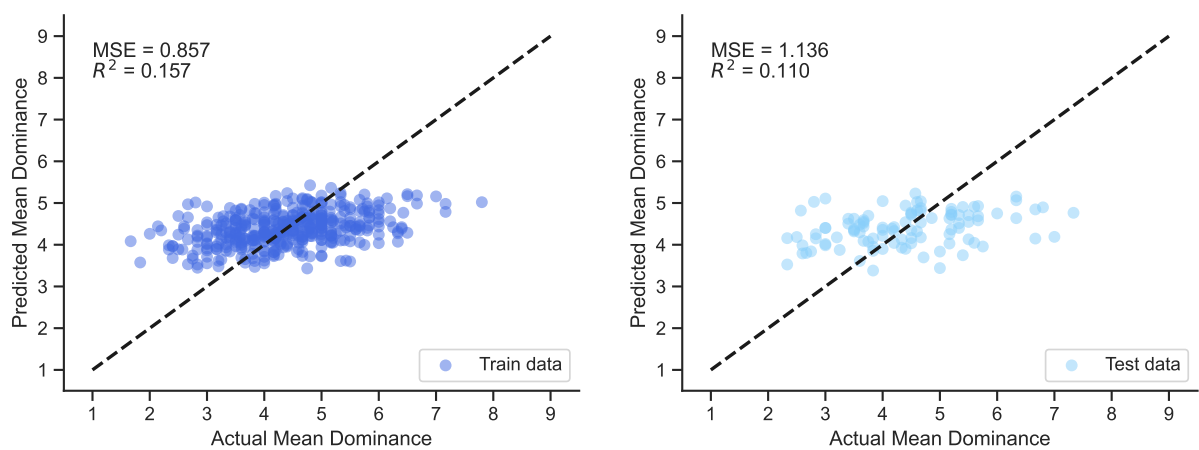 MSE = 0.857
R² = 0.157
9
8
7
6
5
4
3
2
1
Predicted Mean Dominance
Train data
1 2 3 4 5 6 7 8 9
Actual Mean Dominance
MSE = 1.136
R² = 0.110
9
8
7
6
5
4
3
2
1
Predicted Mean Dominance
Test data
1 2 3 4 5 6 7 8 9
Actual Mean Dominance